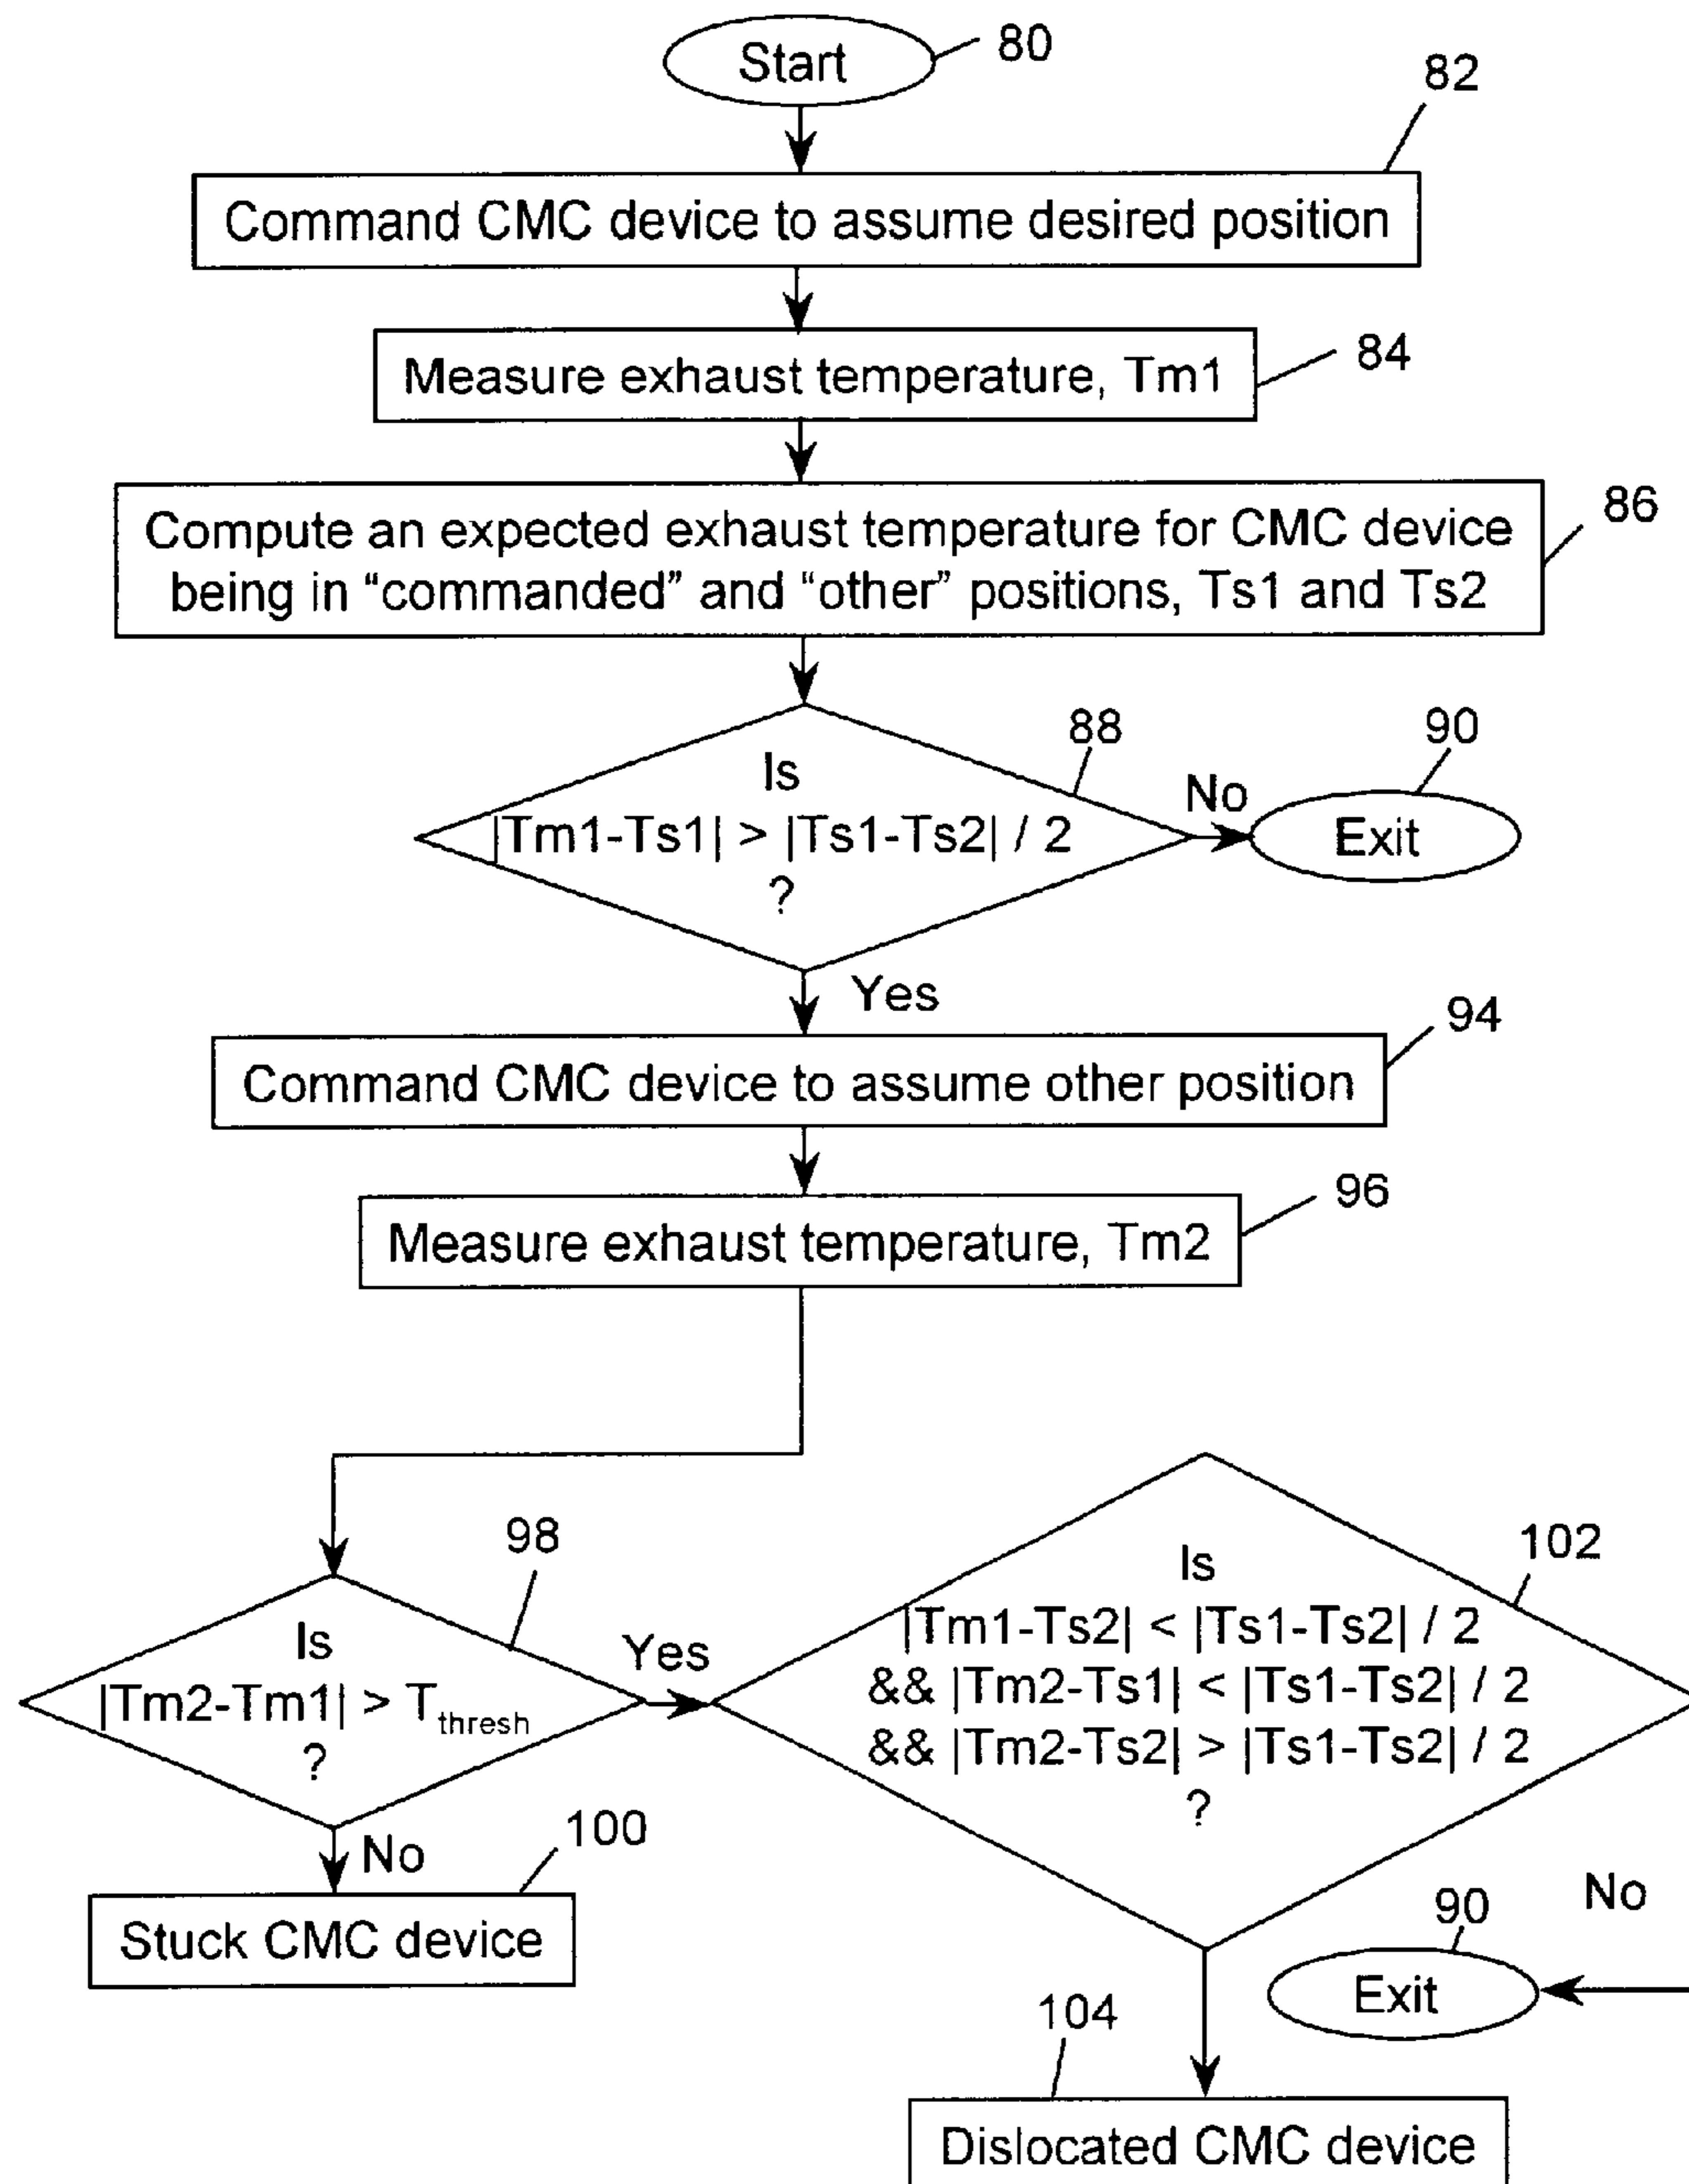 Start
80
82
Command CMC device to assume desired position
Measure exhaust temperature, Tm1
84
Compute an expected exhaust temperature for CMC device
being in “commanded” and “other” positions, Ts1 and Ts2
86
88
Is
|Tm1-Ts1| > |Ts1-Ts2| / 2
?
No
90
Exit
Yes
94
Command CMC device to assume other position
96
Measure exhaust temperature, Tm2
98
Is
|Tm2-Tm1| > Tthresh
?
Yes
No
100
Stuck CMC device
102
Is
|Tm1-Ts2| < |Ts1-Ts2| / 2
&& |Tm2-Ts1| < |Ts1-Ts2| / 2
&& |Tm2-Ts2| > |Ts1-Ts2| / 2
?
No
90
Exit
104
Dislocated CMC device